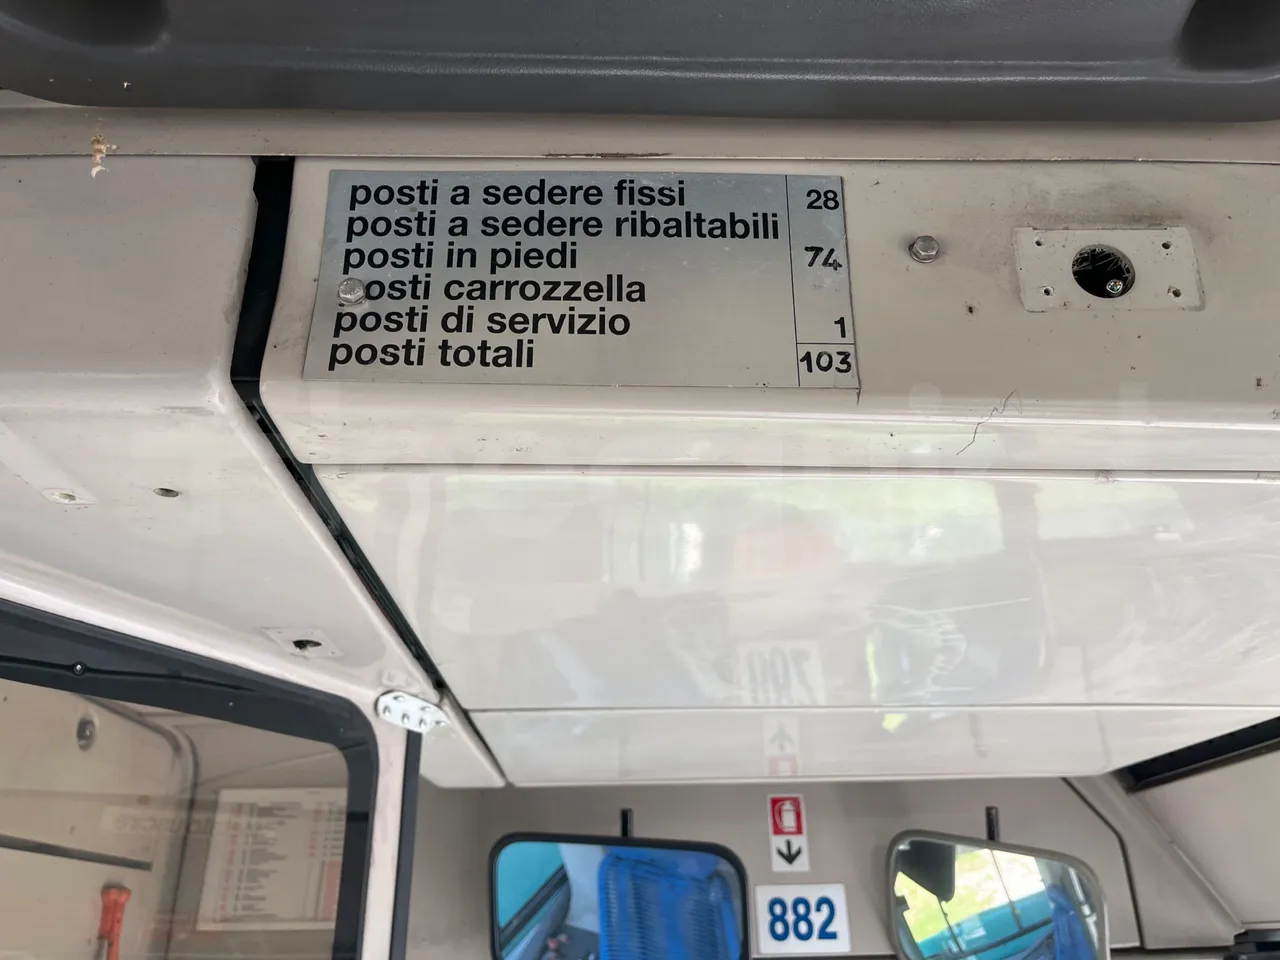 posti a sedere fissi 28
posti a sedere ribaltabili
posti in piedi 74
posti carrozzella
posti di servizio 1
posti totali 103
882